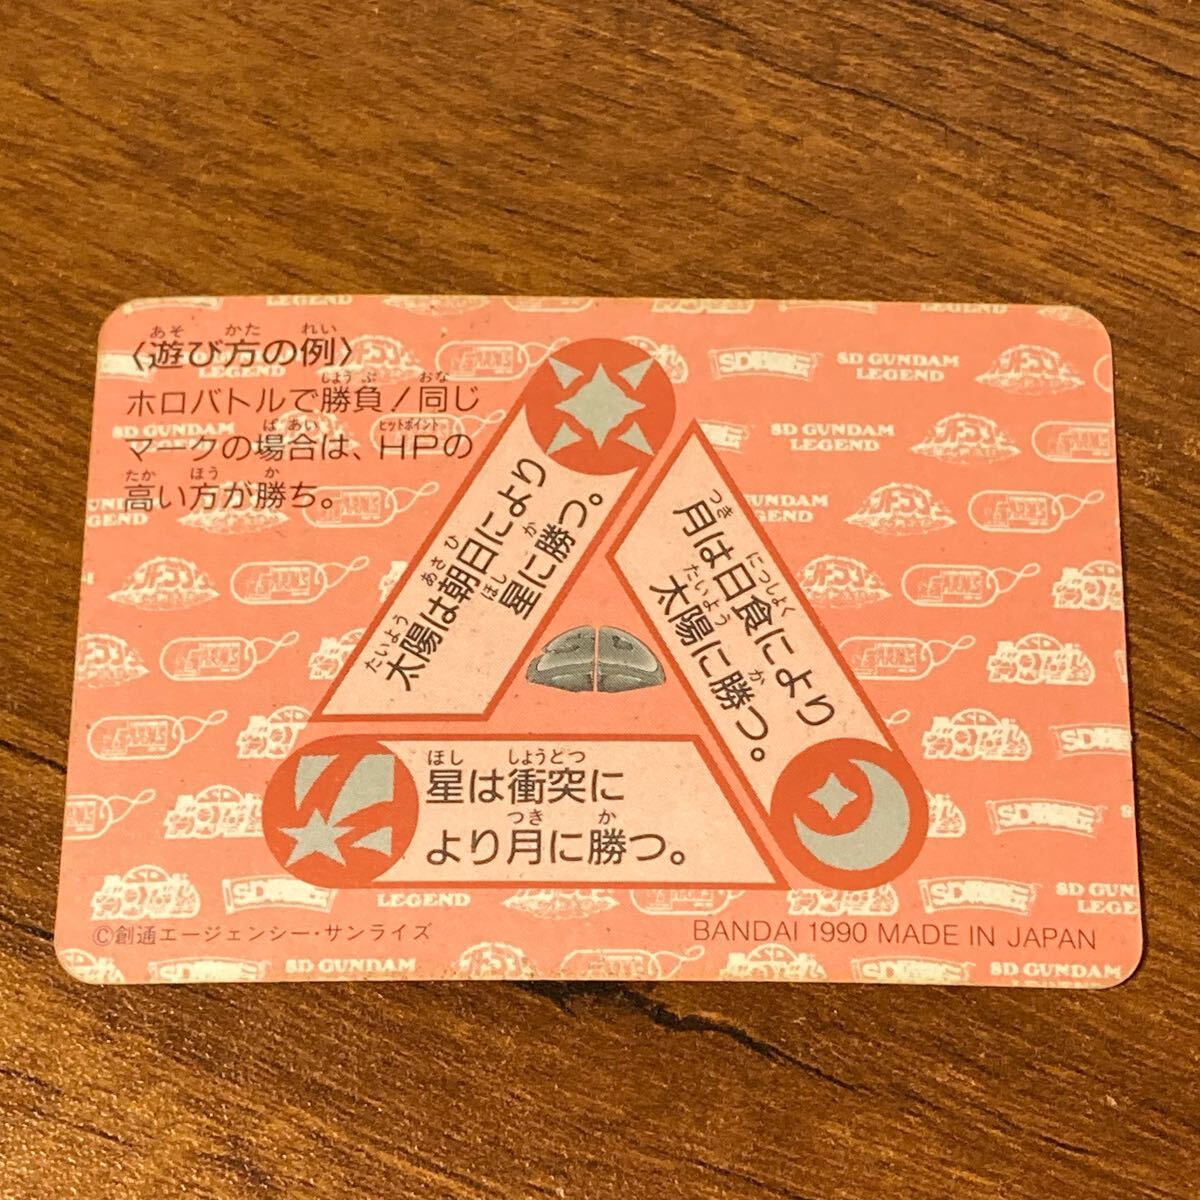 〈遊び方の例〉
ホロバトルで勝負!同じ
マークの場合は、HPの
高い方が勝ち。
太陽は朝日により
星に勝つ。
月は日食により
太陽に勝つ。
星は衝突に
より月に勝つ。
©創通エージェンシー・サンライズ
BANDAI 1990 MADE IN JAPAN
SD GUNDAM
LEGEND